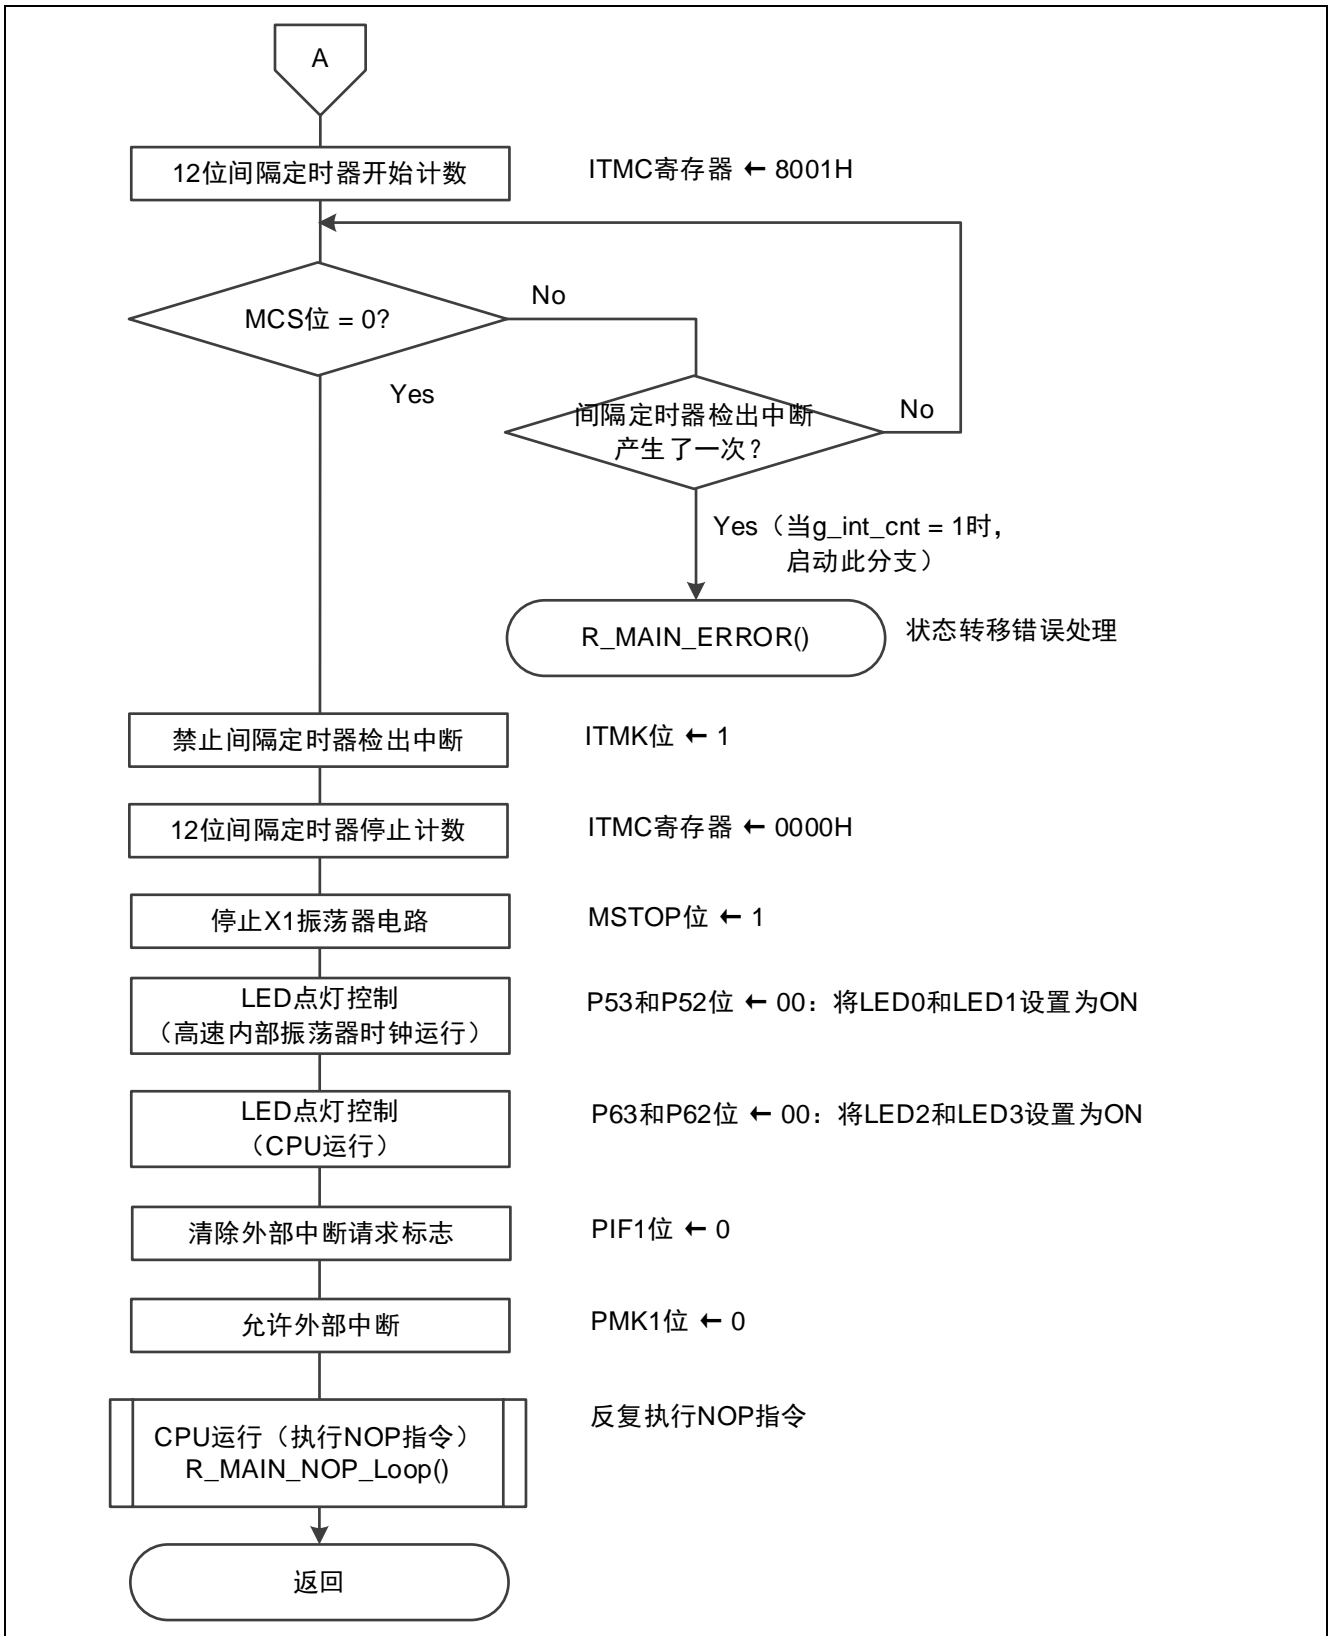 A
12位间隔定时器开始计数
ITMC寄存器 ← 8001H
MCS位 = 0?
No
Yes
间隔定时器检出中断
产生了一次？
No
Yes（当g_int_cnt = 1时，
启动此分支）
R_MAIN_ERROR()
状态转移错误处理
禁止间隔定时器检出中断
ITMK位 ← 1
12位间隔定时器停止计数
ITMC寄存器 ← 0000H
停止X1振荡器电路
MSTOP位 ← 1
LED点灯控制
（高速内部振荡器时钟运行）
P53和P52位 ← 00：将LED0和LED1设置为ON
LED点灯控制
（CPU运行）
P63和P62位 ← 00：将LED2和LED3设置为ON
清除外部中断请求标志
PIF1位 ← 0
允许外部中断
PMK1位 ← 0
CPU运行（执行NOP指令）
R_MAIN_NOP_Loop()
反复执行NOP指令
返回